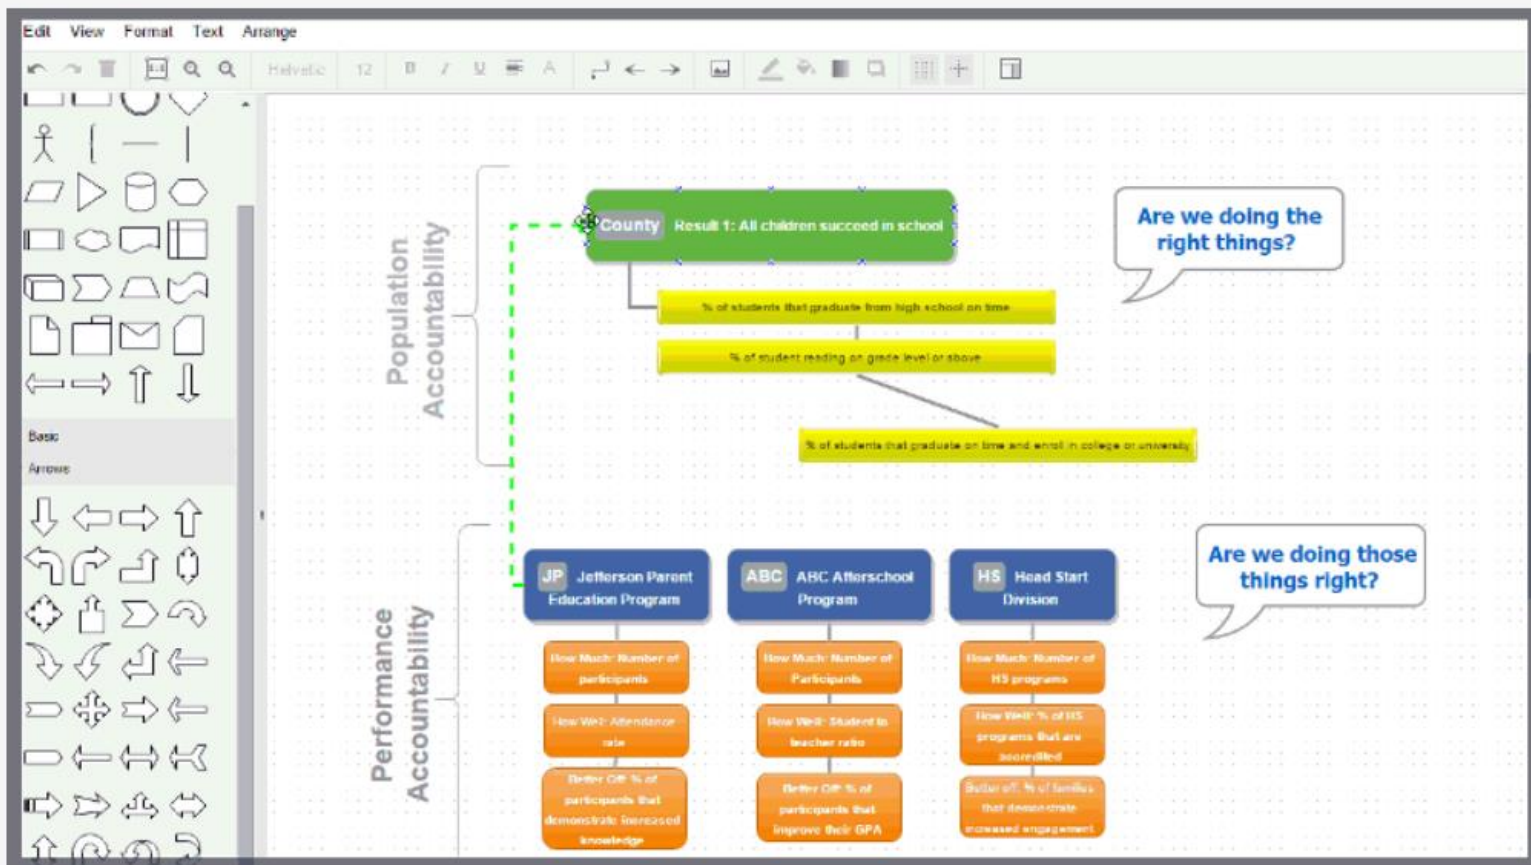 Edit View Format Text Arrange
Helvetic 12 B I U A
Basic
Arrows
Population
Accountability
County Result 1: All children succeed in school
Are we doing the
right things?
% of students that graduate from high school on time
% of student reading on grade level or above
% of students that graduate on time and enroll in college or university
Performance
Accountability
Are we doing those
things right?
JP Jefferson Parent
Education Program
How Much: Number of
participants
How Well: Attendance
rate
Better Off: % of
participants that
demonstrate increased
knowledge
ABC ABC Afterschool
Program
How Much: Number of
Participants
How Well: Student to
teacher ratio
Better Off: % of
participants that
improve their GPA
HS Head Start
Division
How Much: Number of
HS programs
How Well: % of HS
programs that are
accredited
Better off: % of families
that demonstrate
increased engagement